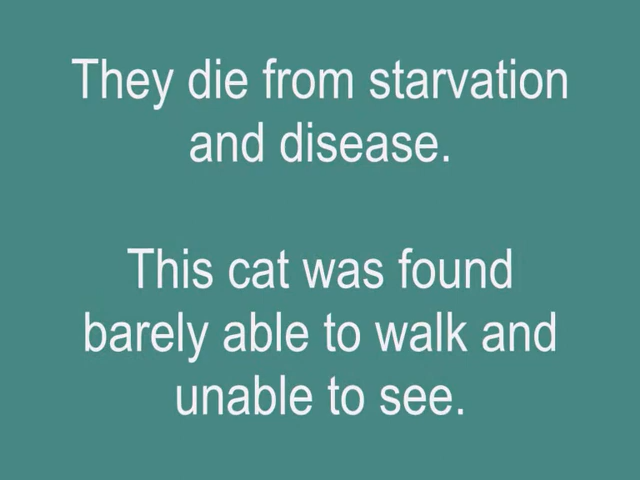 They die from starvation
and disease.
This cat was found
barely able to walk and
unable to see.